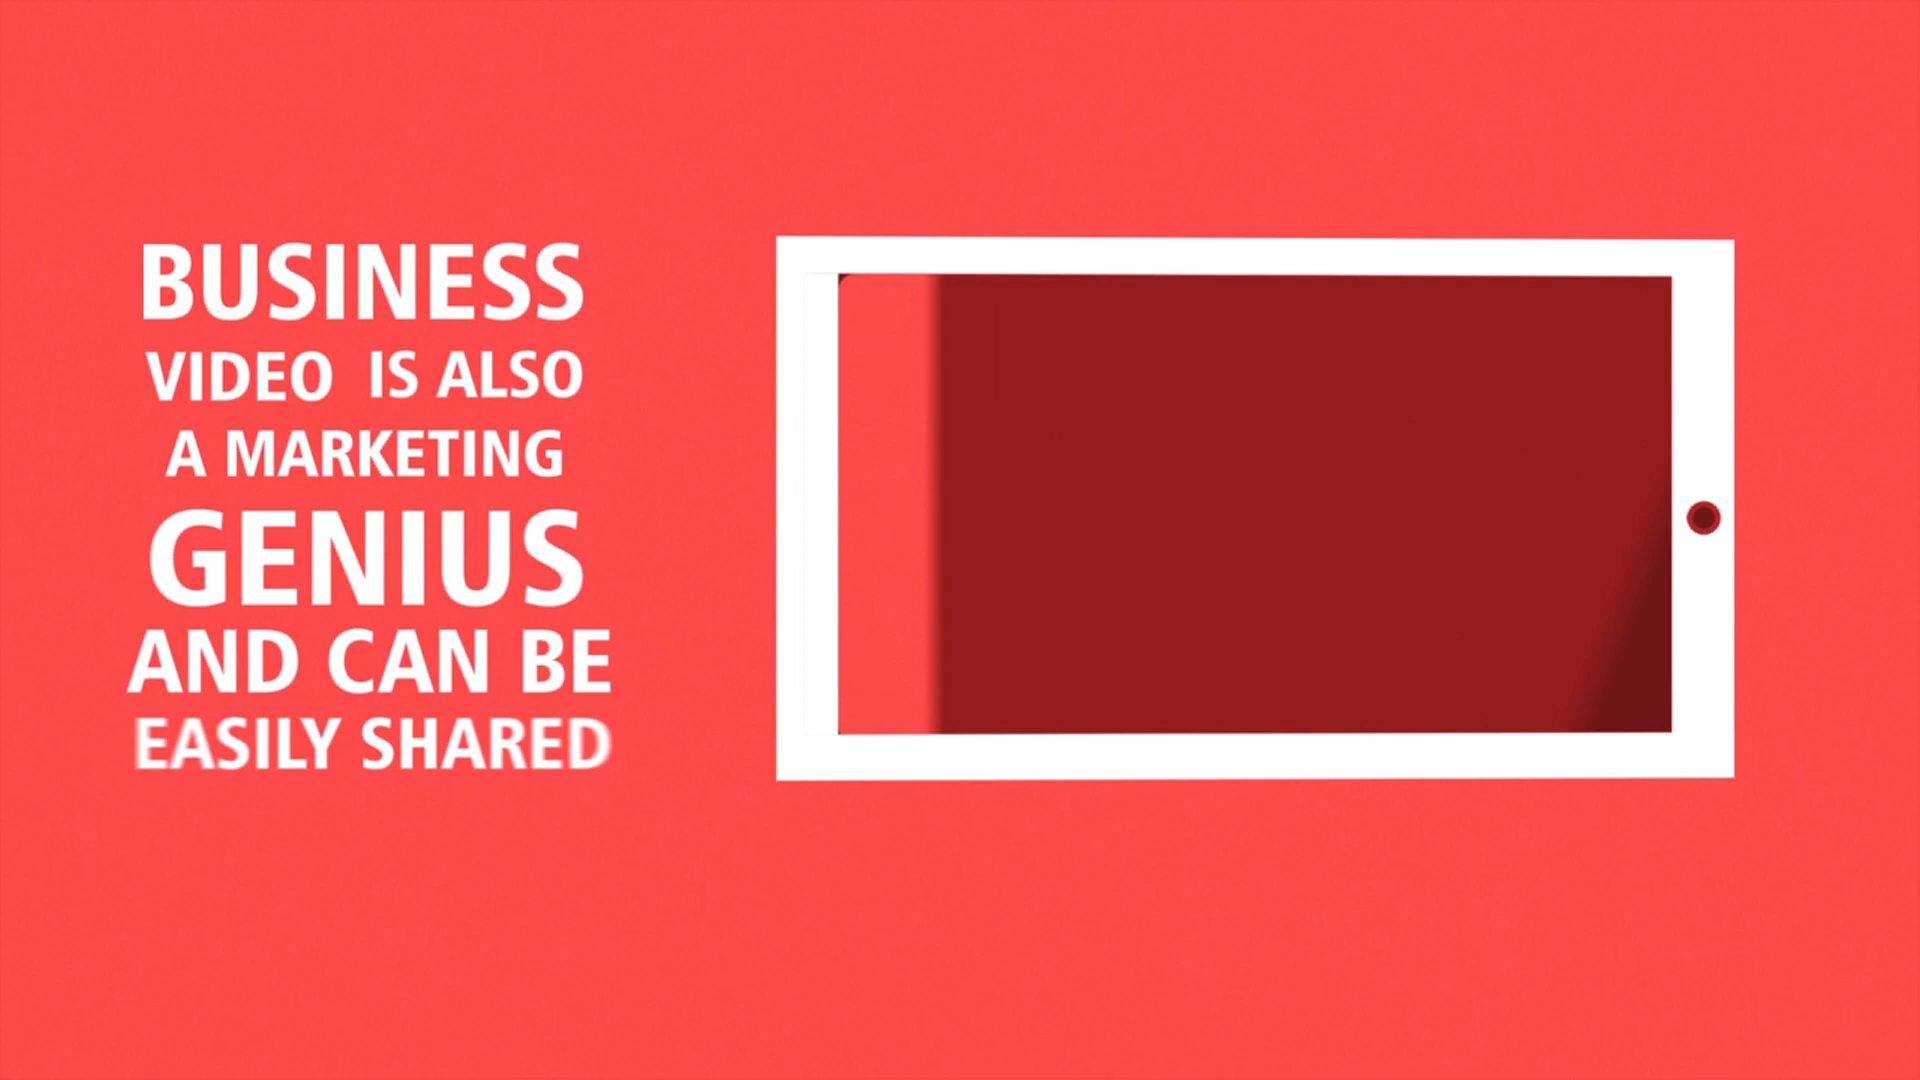 BUSINESS
VIDEO IS ALSO
A MARKETING
GENIUS
AND CAN BE
EASILY SHARED